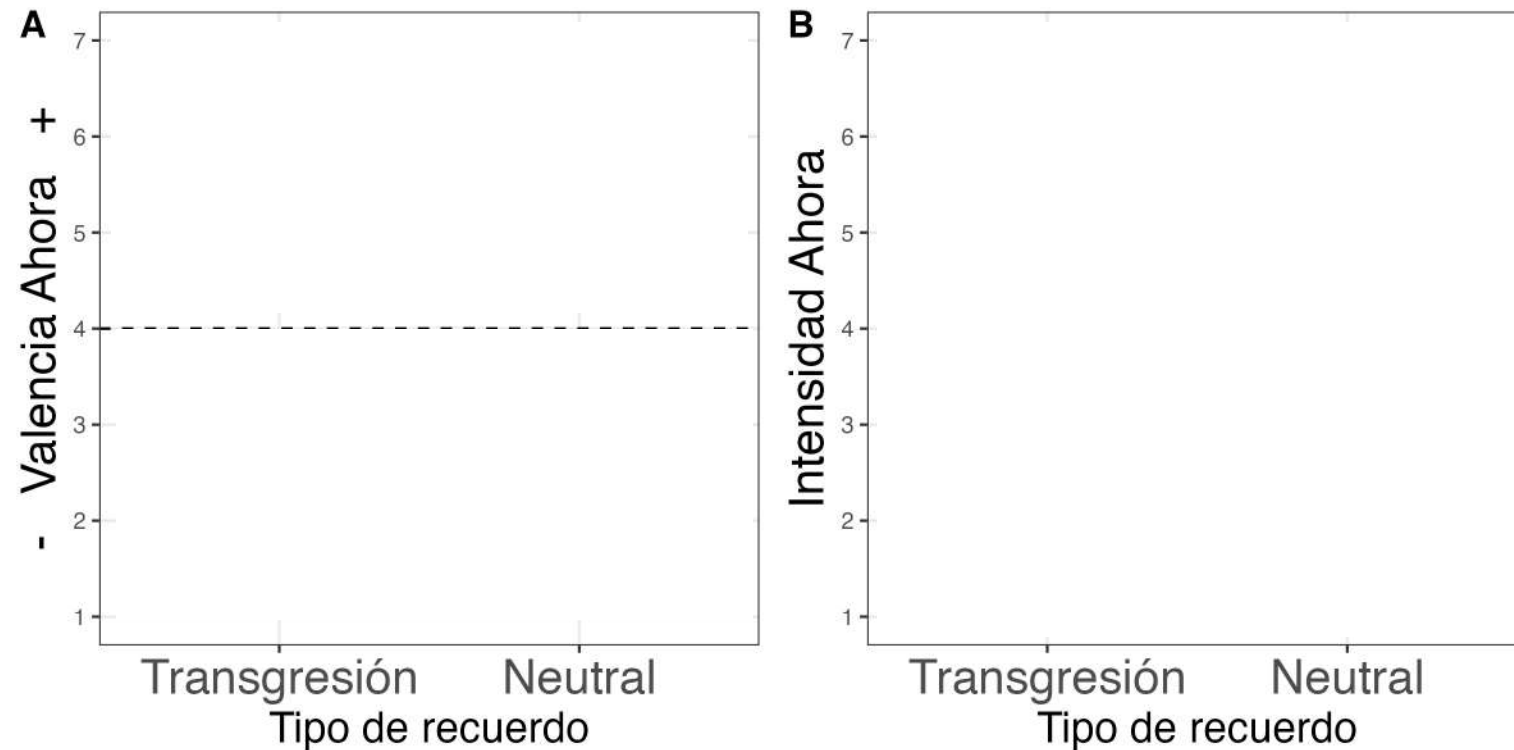 A
7
6
5
4
3
2
1
- Valencia Ahora +
Transgresión Neutral
Tipo de recuerdo
B
7
6
5
4
3
2
1
Intensidad Ahora
Transgresión Neutral
Tipo de recuerdo